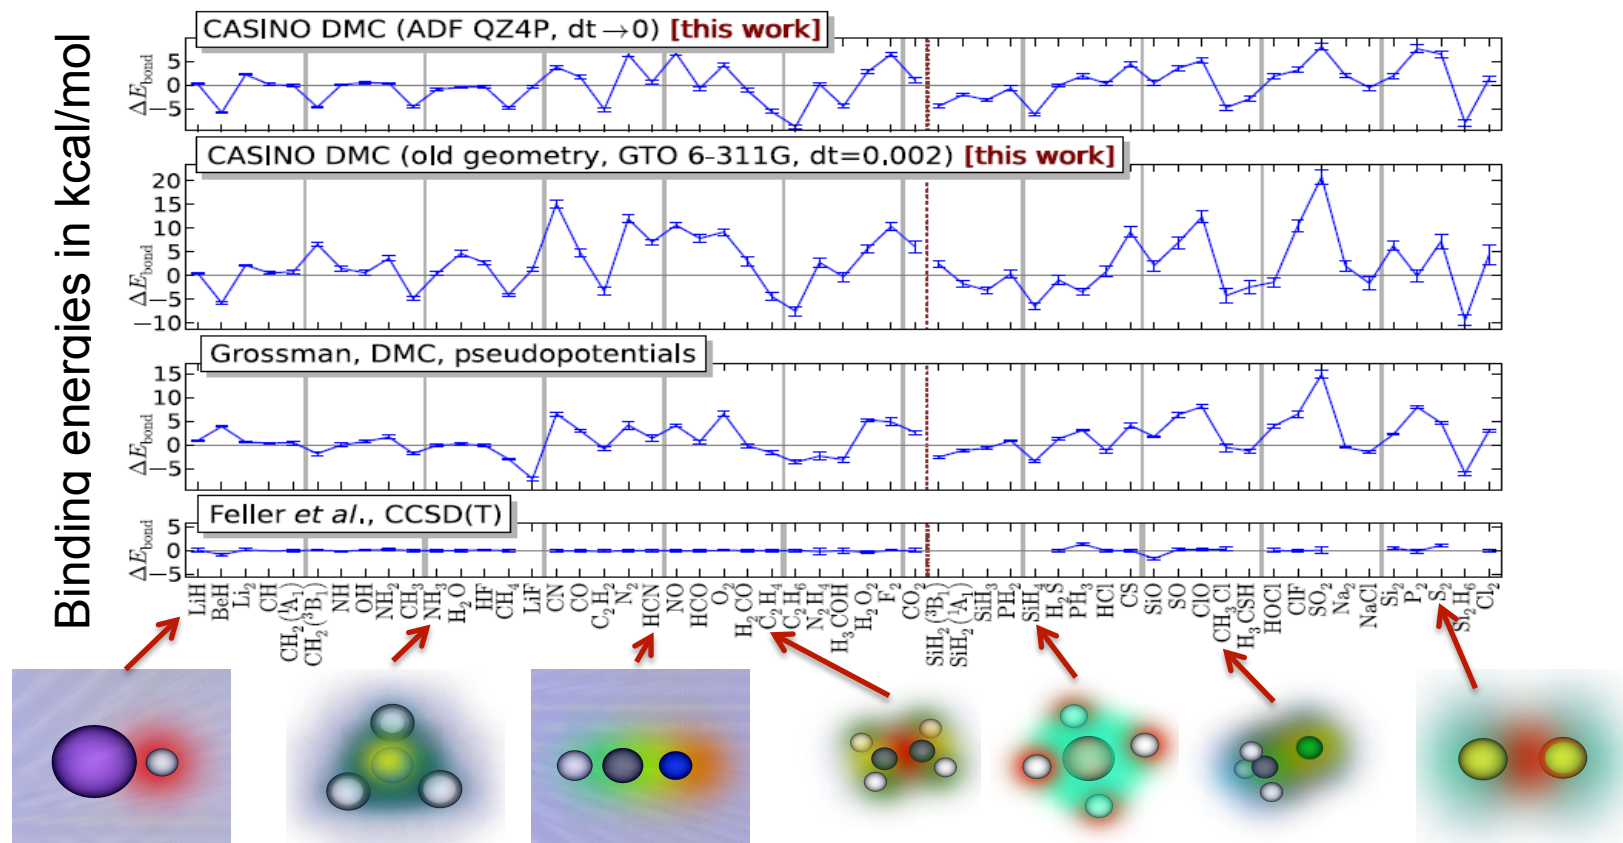 Binding energies in kcal/mol
CASINO DMC (ADF QZ4P, dt→0) [this work]
ΔE_bond
5
0
−5
CASINO DMC (old geometry, GTO 6-311G, dt=0.002) [this work]
ΔE_bond
20
15
10
5
0
−5
−10
Grossman, DMC, pseudopotentials
ΔE_bond
15
10
5
0
−5
Feller et al., CCSD(T)
ΔE_bond
5
0
−5
LiH
BeH
Li₂
CH
CH₂(¹A₁)
CH₂(³B₁)
NH
OH
NH₂
CH₃
NH₃
H₂O
HF
CH₄
LiF
CN
CO
C₂H₂
N₂
HCN
NO
HCO
O₂
H₂CO
C₂H₄
C₂H₆
N₂H₄
H₃COH
H₂O₂
F₂
CO₂
SiH₂(³B₁)
SiH₂(¹A₁)
SiH₃
PH₂
SiH₄
H₂S
PH₃
HCl
CS
SiO
SO
ClO
CH₃Cl
H₃CSH
HOCl
ClF
SO₂
Na₂
NaCl
Si₂
P₂
S₂
Si₂H₆
Cl₂